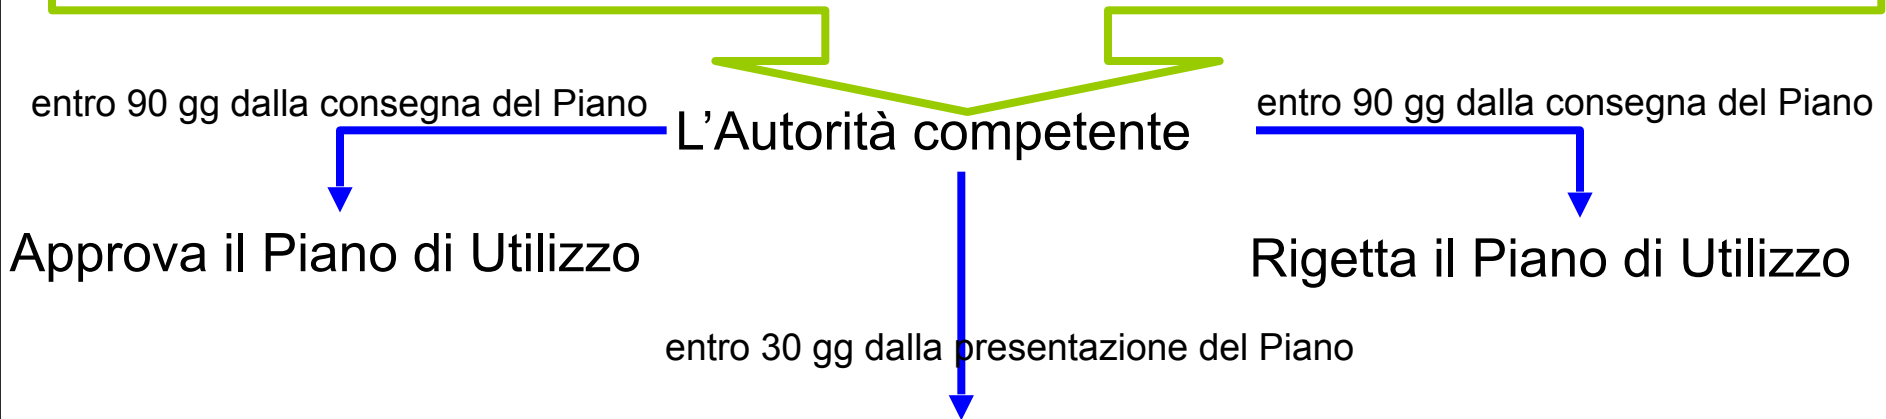 entro 90 gg dalla consegna del Piano
entro 90 gg dalla consegna del Piano
L’Autorità competente
Approva il Piano di Utilizzo
Rigetta il Piano di Utilizzo
entro 30 gg dalla presentazione del Piano